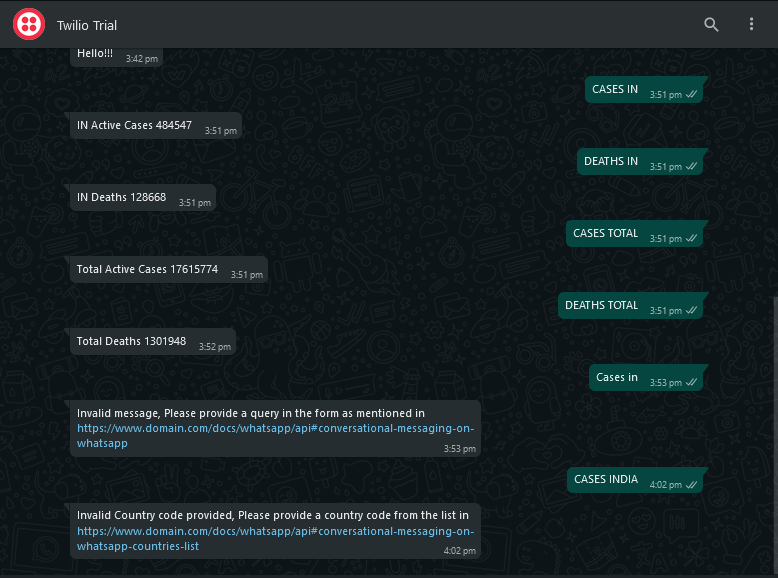 Twilio Trial
Hello!!! 3:42 pm
CASES IN 3:51 pm
IN Active Cases 484547 3:51 pm
DEATHS IN 3:51 pm
IN Deaths 128668 3:51 pm
CASES TOTAL 3:51 pm
Total Active Cases 17615774 3:51 pm
DEATHS TOTAL 3:51 pm
Total Deaths 1301948 3:52 pm
Cases in 3:53 pm
Invalid message, Please provide a query in the form as mentioned in
https://www.domain.com/docs/whatsapp/api#conversational-messaging-on-
whatsapp
3:53 pm
CASES INDIA 4:02 pm
Invalid Country code provided, Please provide a country code from the list in
https://www.domain.com/docs/whatsapp/api#conversational-messaging-on-
whatsapp-countries-list
4:02 pm